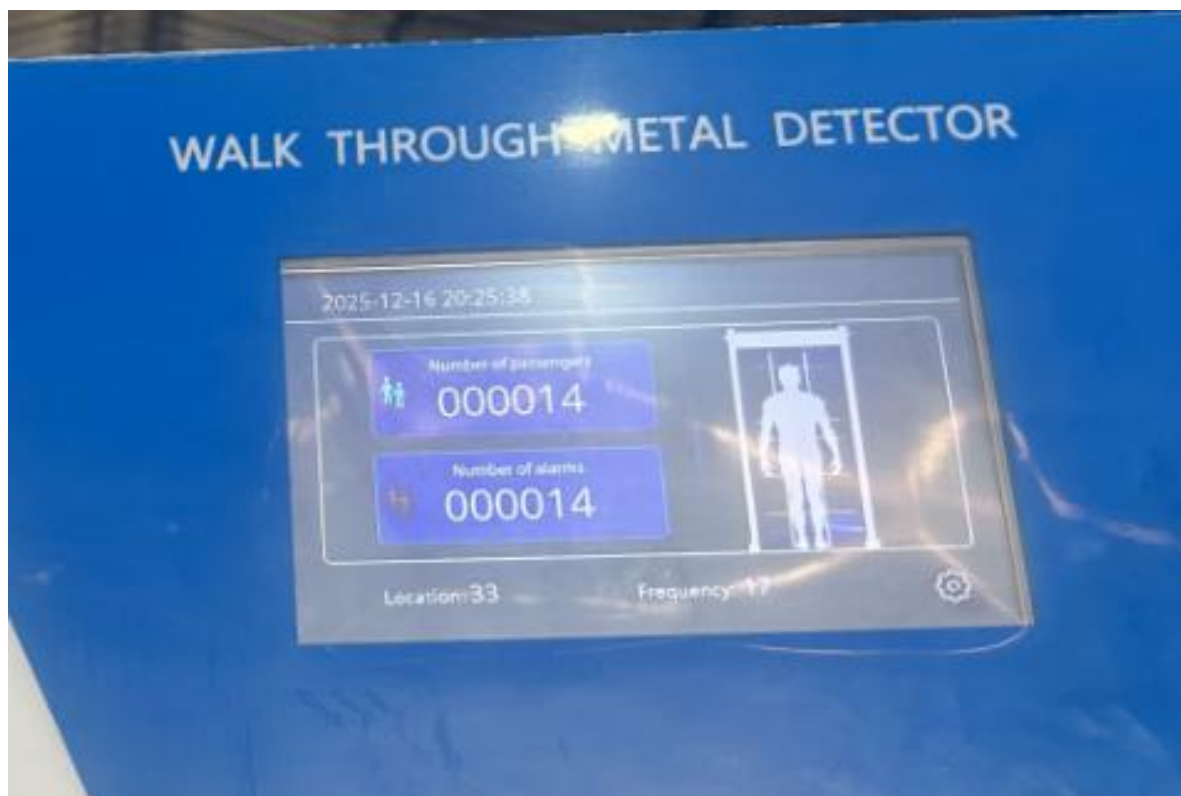 WALK THROUGH METAL DETECTOR
2025-12-16 20:25:38
Number of passengers
000014
Number of alarms
000014
Location: 33
Frequency: 17